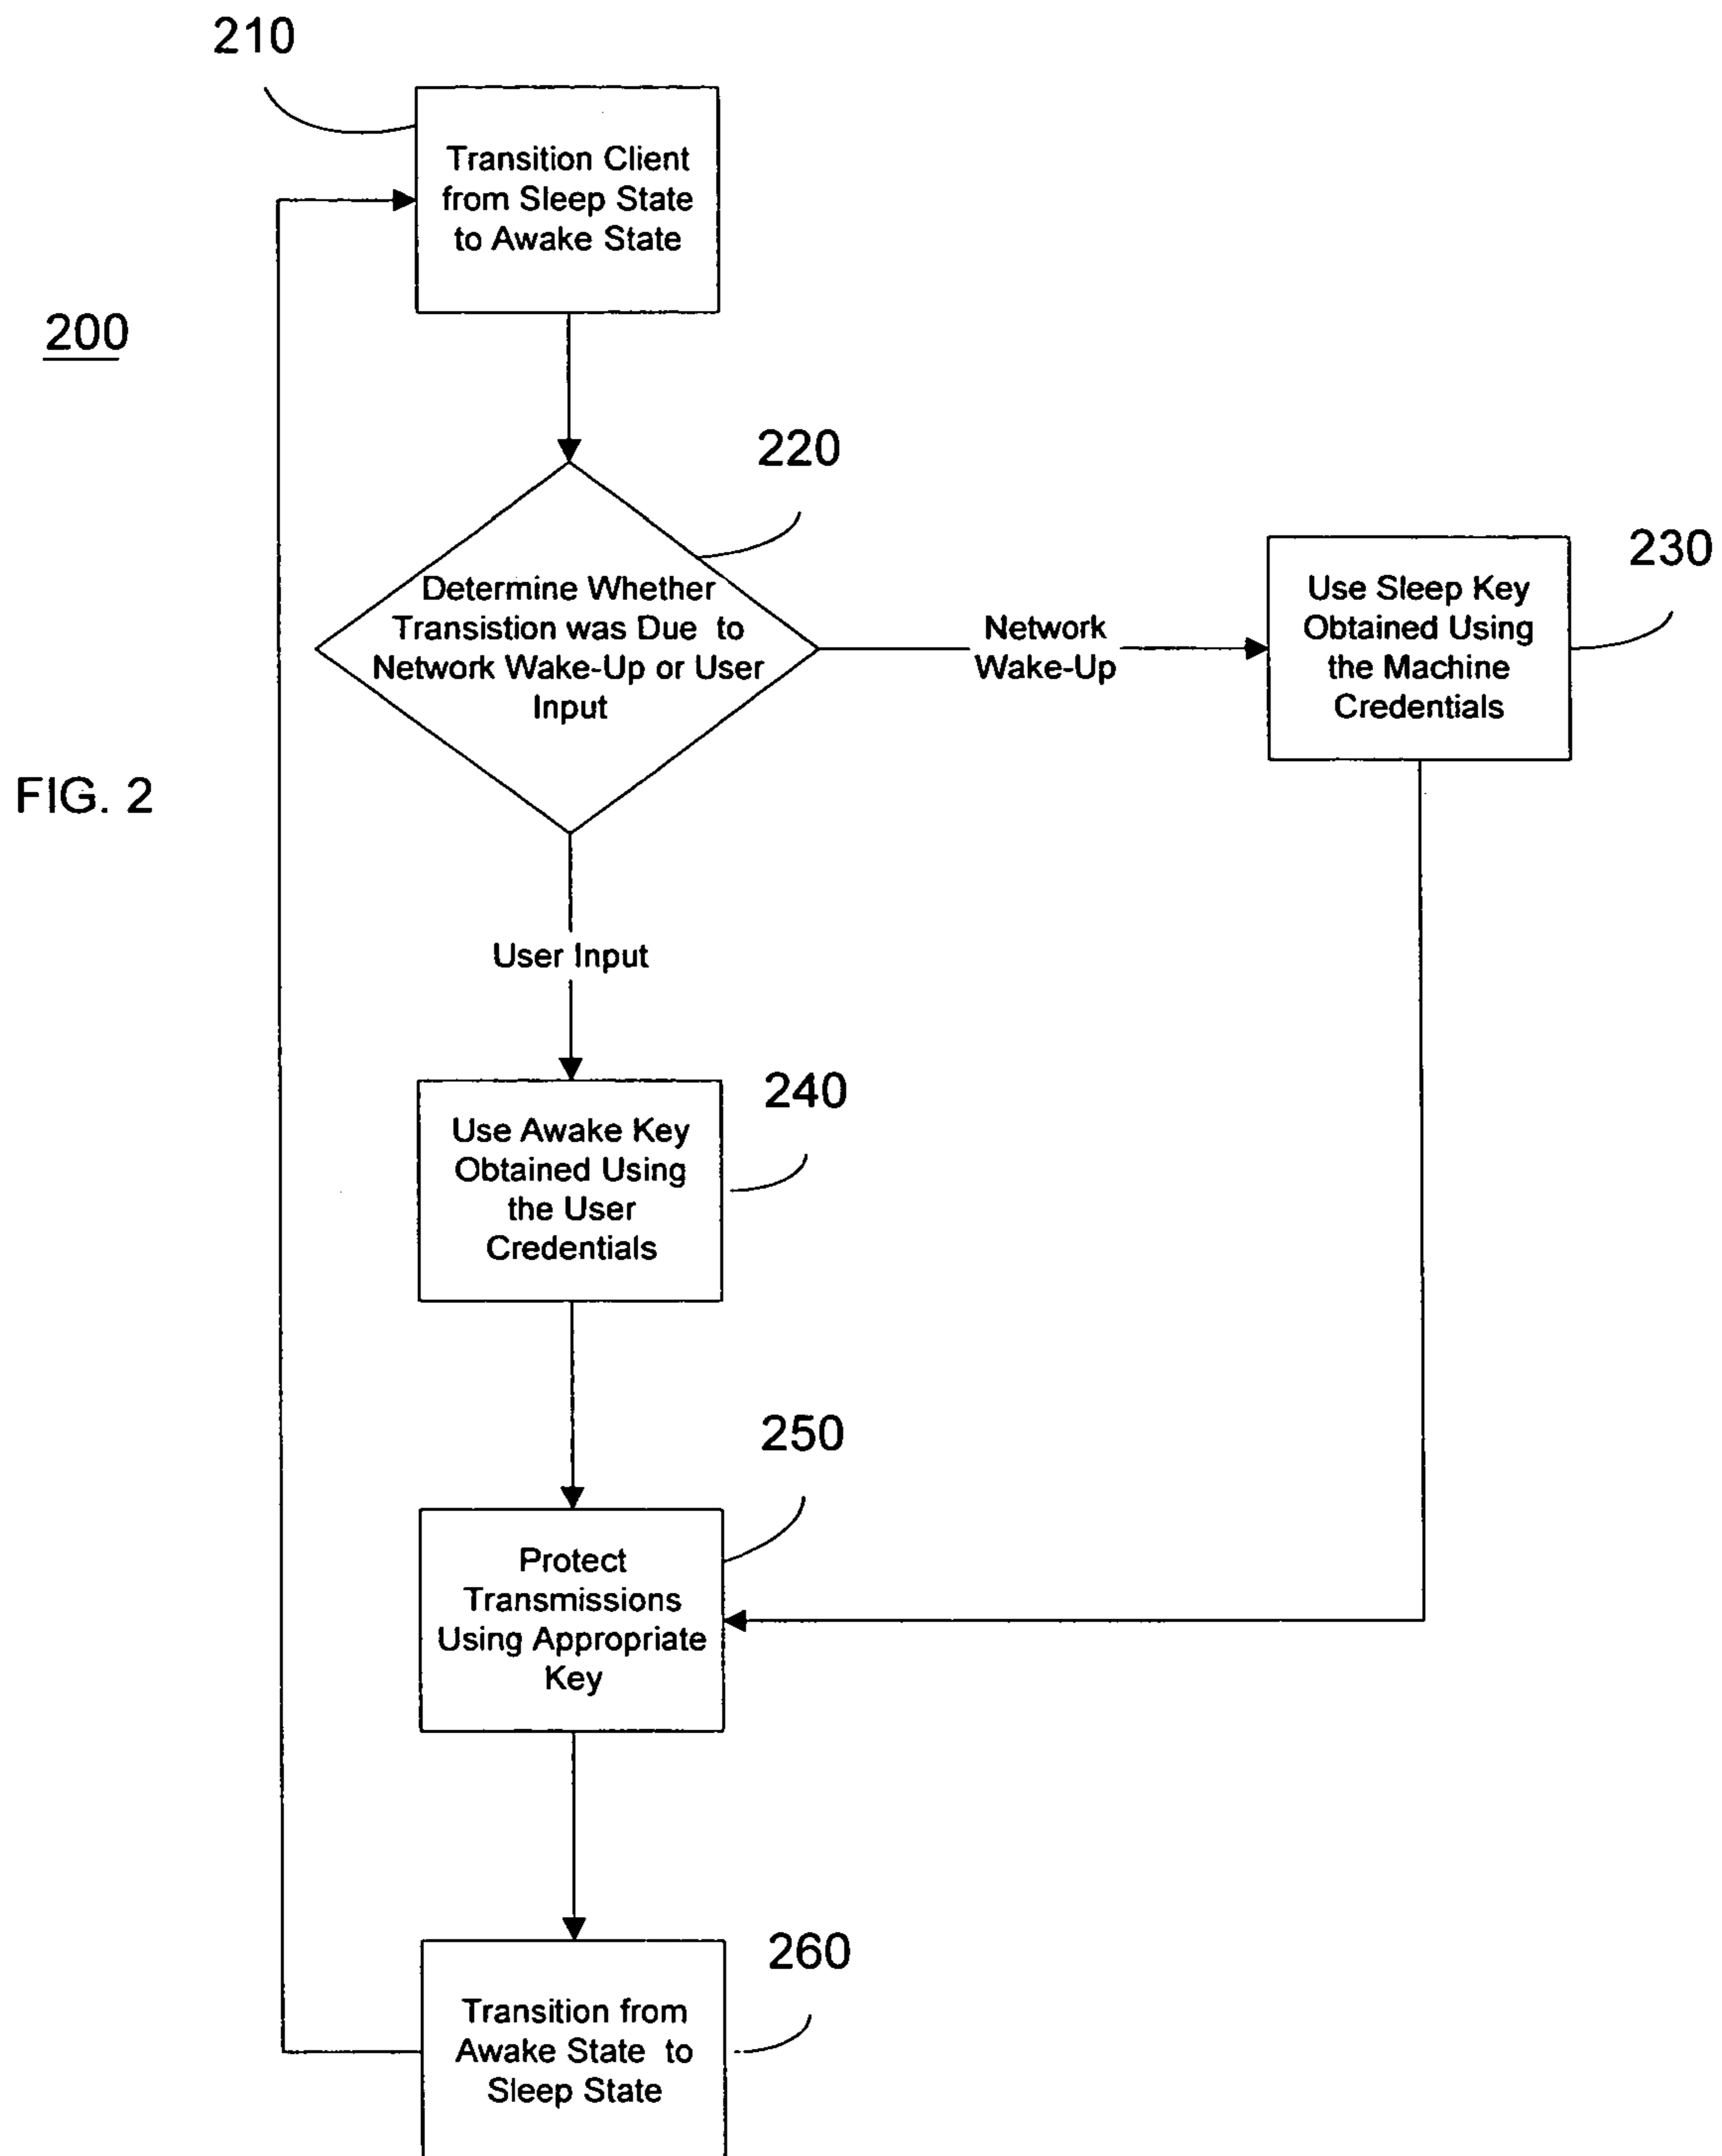 210
Transition Client
from Sleep State
to Awake State
200
220
Determine Whether
Transistion was Due to
Network Wake-Up or User
Input
Network
Wake-Up
230
Use Sleep Key
Obtained Using
the Machine
Credentials
FIG. 2
User Input
240
Use Awake Key
Obtained Using
the User
Credentials
250
Protect
Transmissions
Using Appropriate
Key
260
Transition from
Awake State to
Sleep State